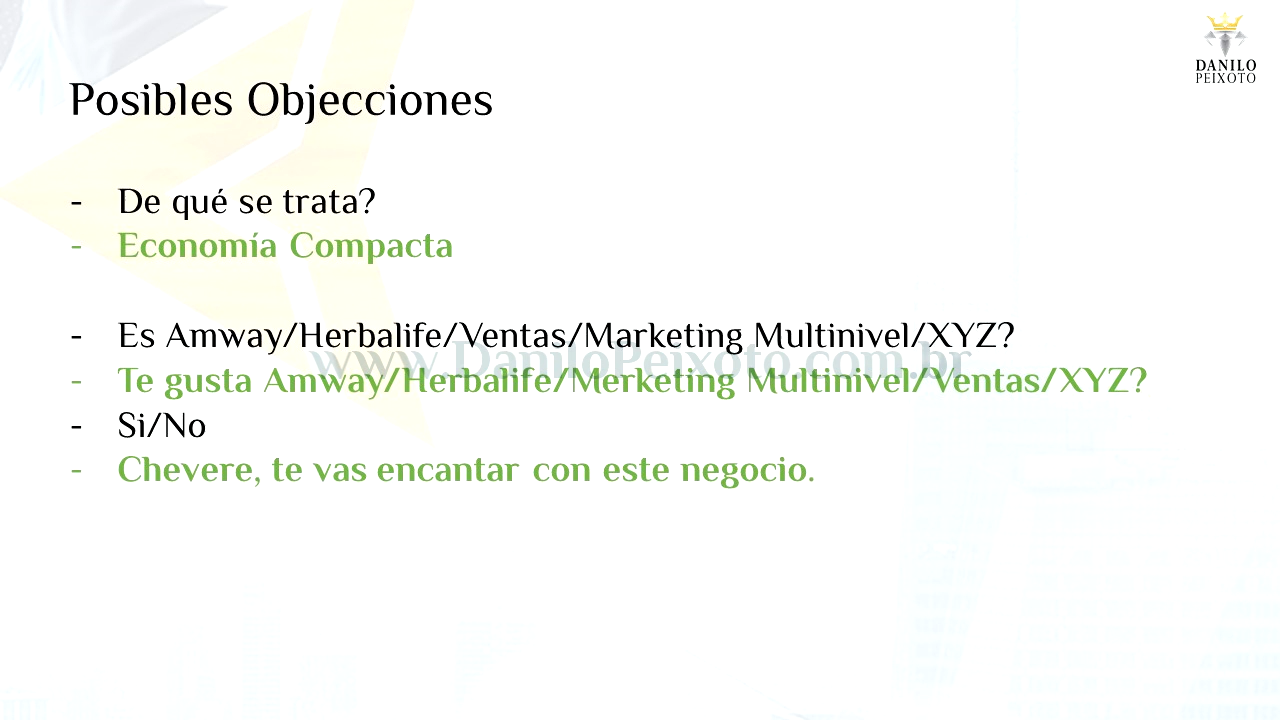 DANILO
PEIXOTO
Posibles Objecciones
- De qué se trata?
- Economía Compacta
- Es Amway/Herbalife/Ventas/Marketing Multinivel/XYZ?
www.DaniloPeixoto.com.br
- Te gusta Amway/Herbalife/Merketing Multinivel/Ventas/XYZ?
- Si/No
- Chevere, te vas encantar con este negocio.